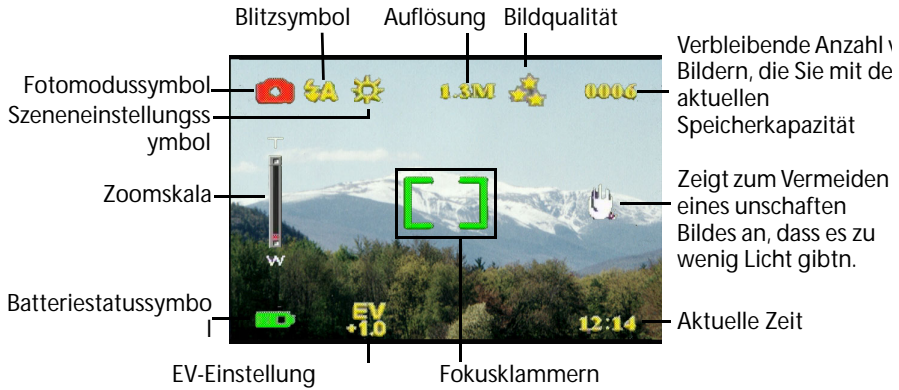 Blitzsymbol
Auflösung
Bildqualität
Fotomodussymbol
Szeneneinstellungss
ymbol
Zoomskala
Batteriestatussymbo
l
EV-Einstellung
Fokusklammern
Verbleibende Anzahl
Bildern, die Sie mit de
aktuellen
Speicherkapazität
Zeigt zum Vermeiden
eines unschaften
Bildes an, dass es zu
wenig Licht gibtn.
Aktuelle Zeit
A
1.3M
0006
T
W
EV
+1.0
12:14